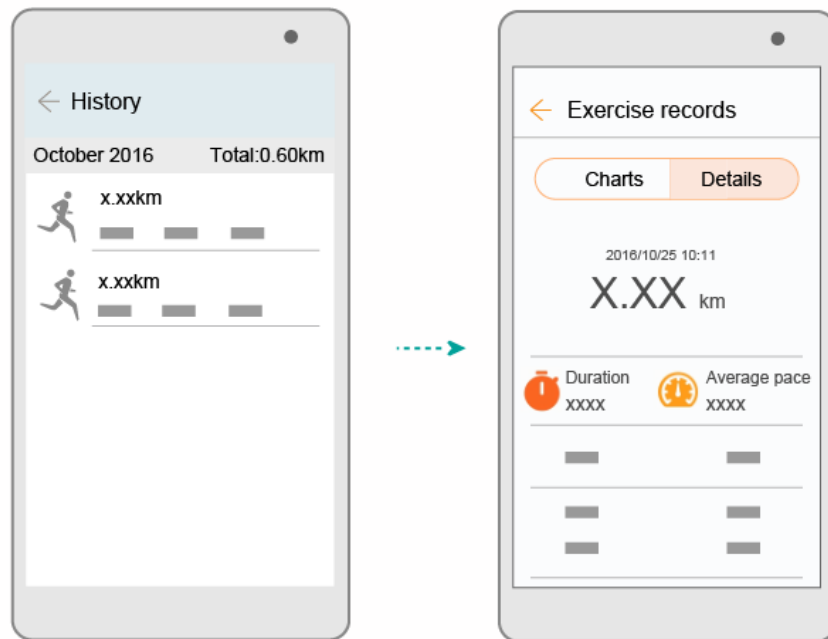 History
October 2016 Total:0.60km
x.xxkm
x.xxkm
Exercise records
Charts Details
2016/10/25 10:11
X.XX km
Duration Average pace
xxxx xxxx